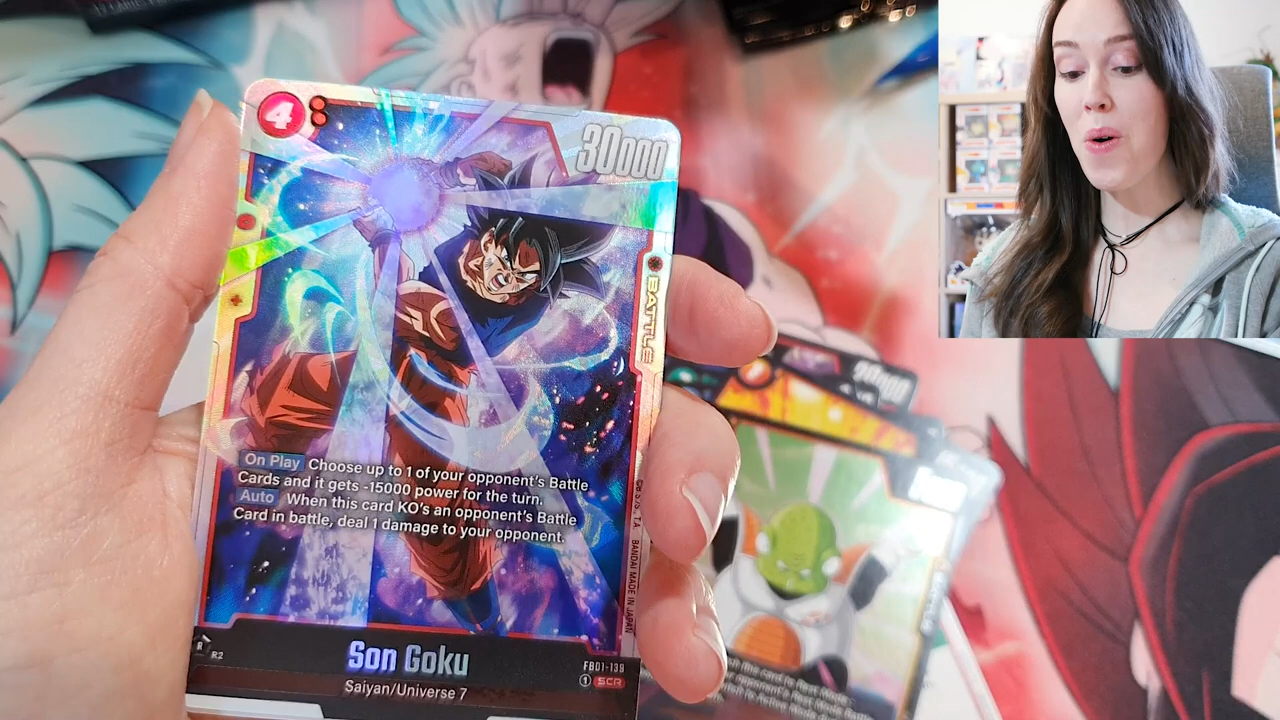 4
30000
BATTLE
On Play Choose up to 1 of your opponent's Battle
Cards and it gets -15000 power for the turn.
Auto When this card KO's an opponent's Battle
Card in battle, deal 1 damage to your opponent.
BANDAI MADE IN JAPAN
Son Goku
Saiyan/Universe 7
R
R2
FB01-139
1 SCR